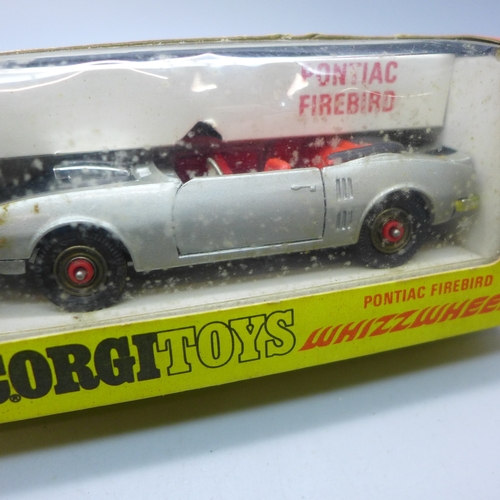 PONTIAC
FIREBIRD
PONTIAC FIREBIRD
CORGI TOYS WHIZZWHEE